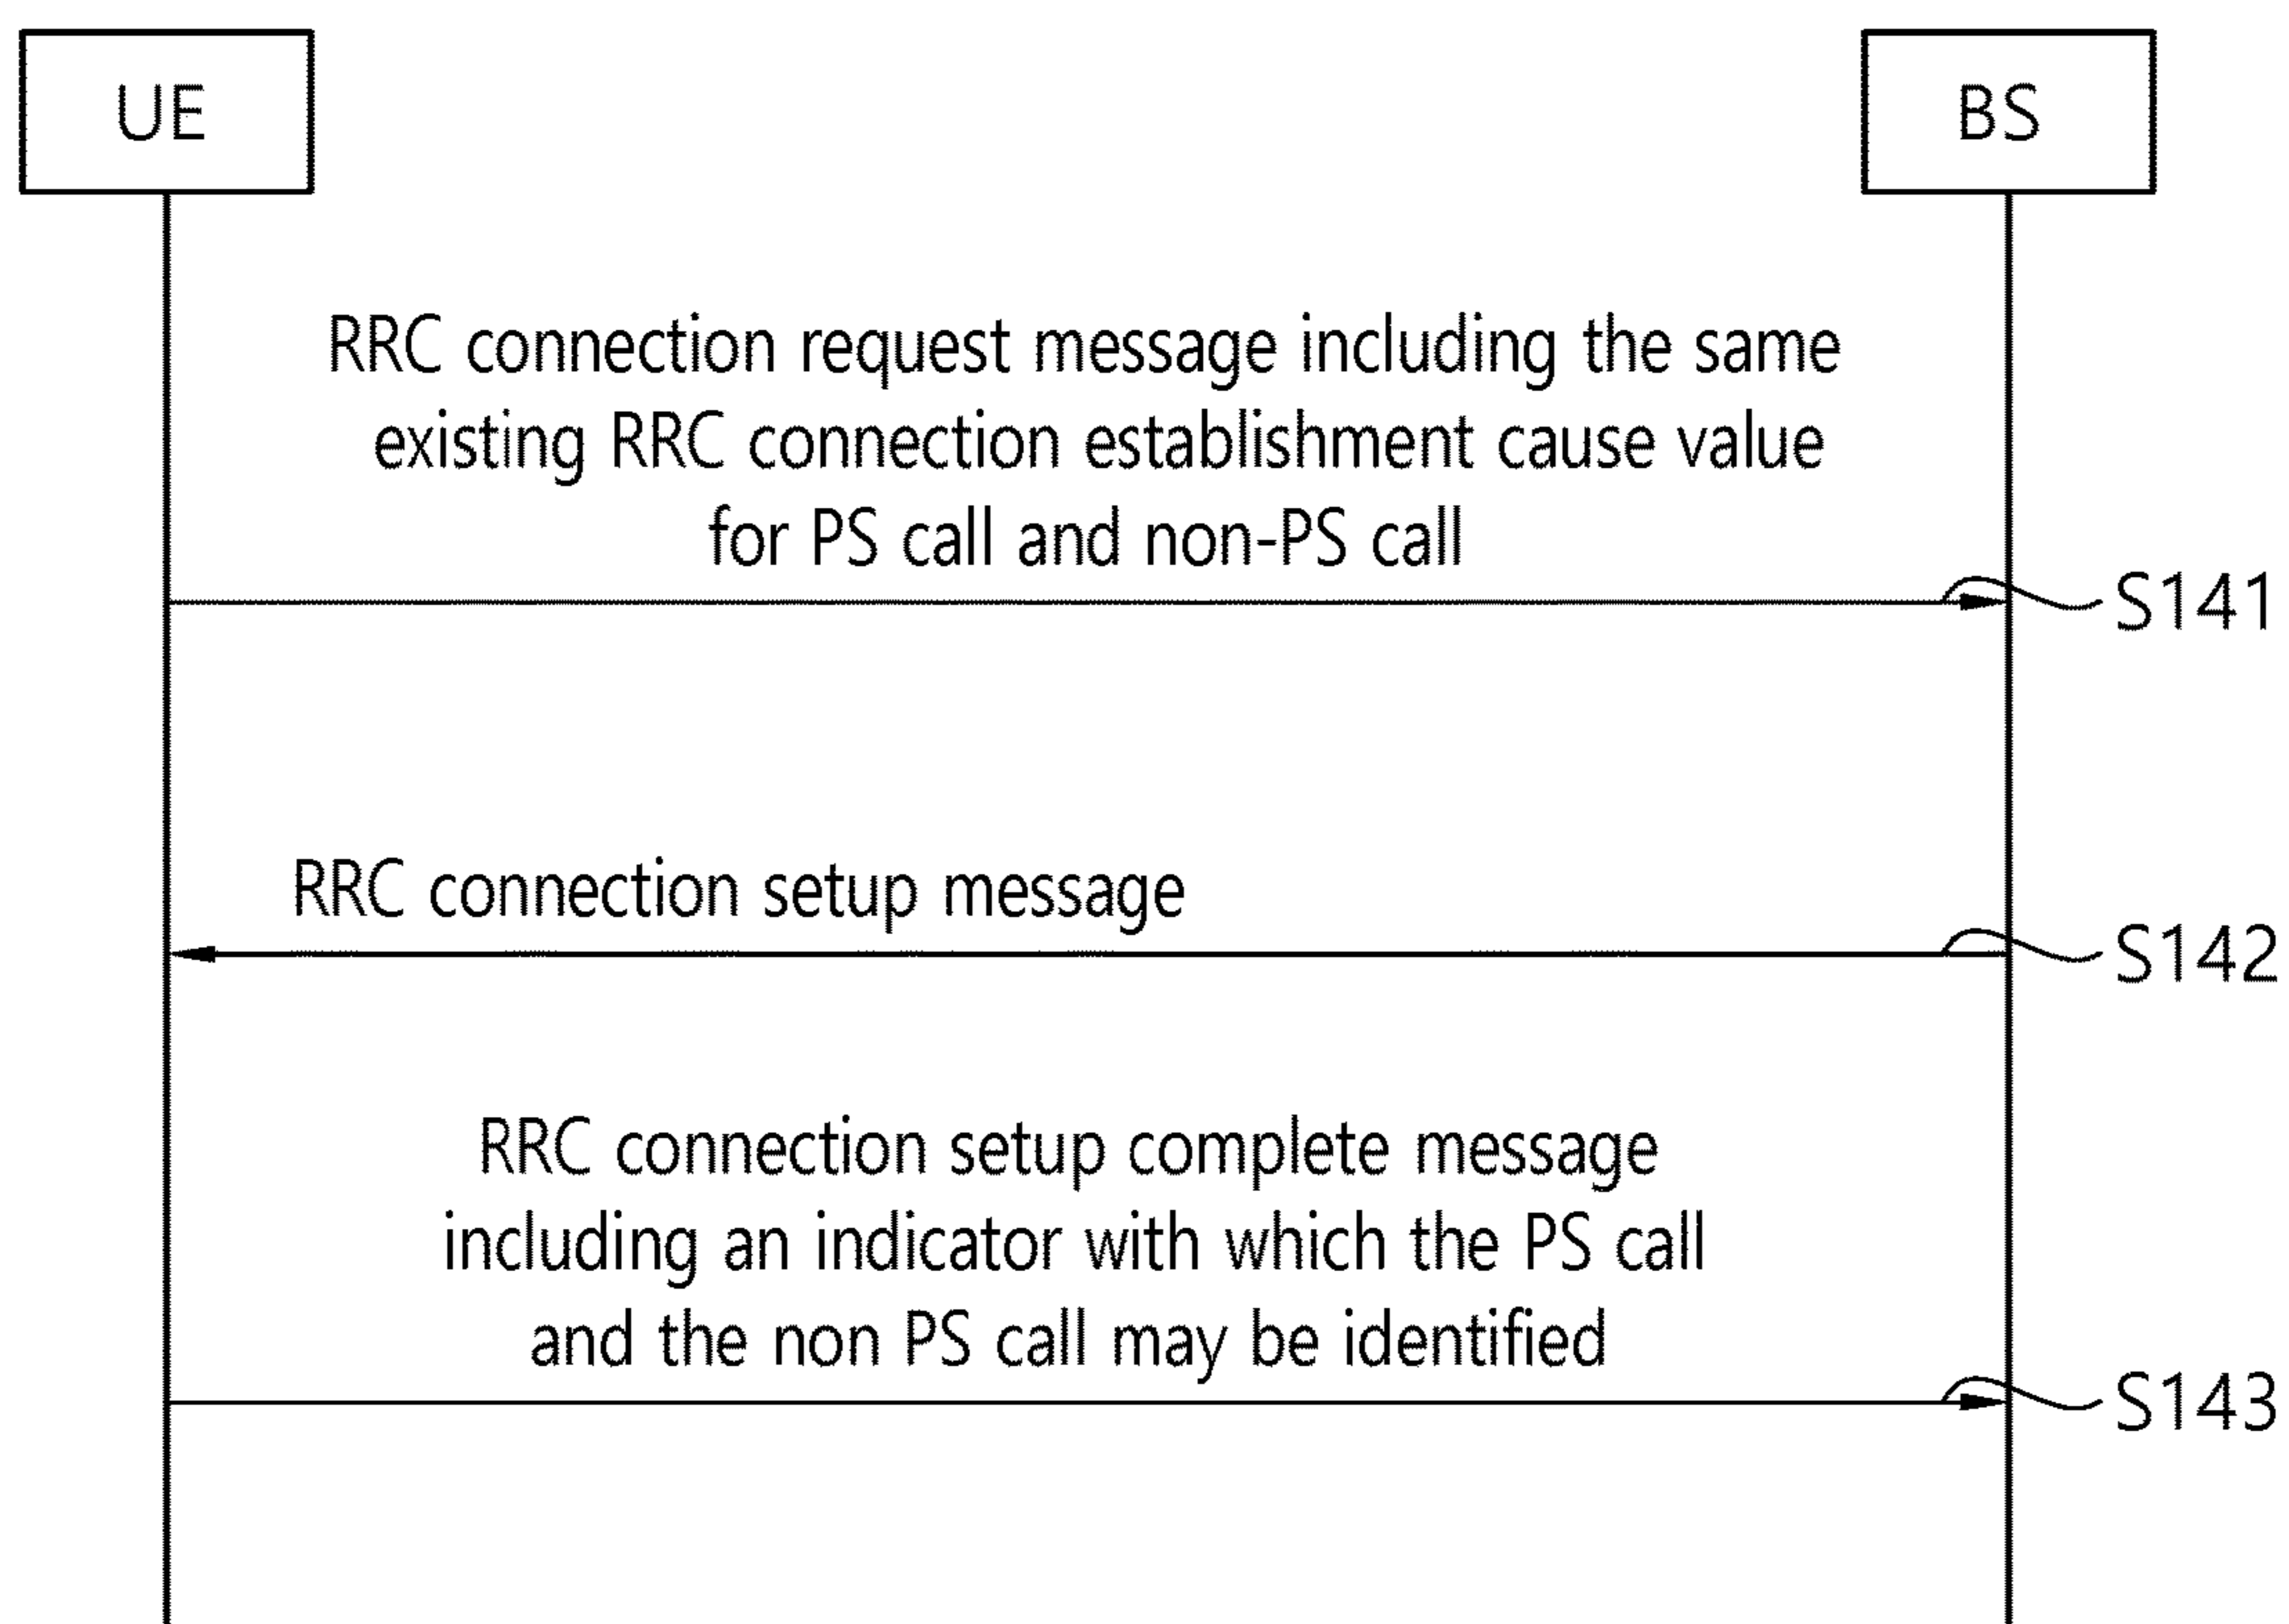 UE
BS
RRC connection request message including the same
existing RRC connection establishment cause value
for PS call and non-PS call
S141
RRC connection setup message
S142
RRC connection setup complete message
including an indicator with which the PS call
and the non PS call may be identified
S143